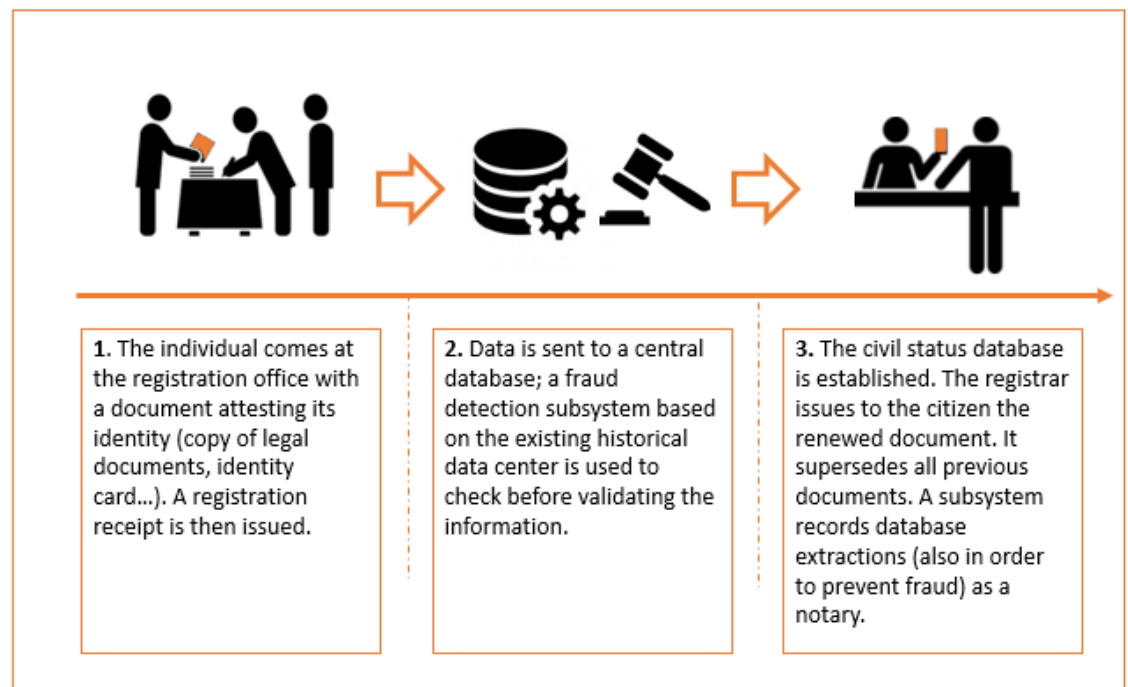 1. The individual comes at
the registration office with
a document attesting its
identity (copy of legal
documents, identity
card...). A registration
receipt is then issued.
2. Data is sent to a central
database; a fraud
detection subsystem based
on the existing historical
data center is used to
check before validating the
information.
3. The civil status database
is established. The registrar
issues to the citizen the
renewed document. It
supersedes all previous
documents. A subsystem
records database
extractions (also in order
to prevent fraud) as a
notary.